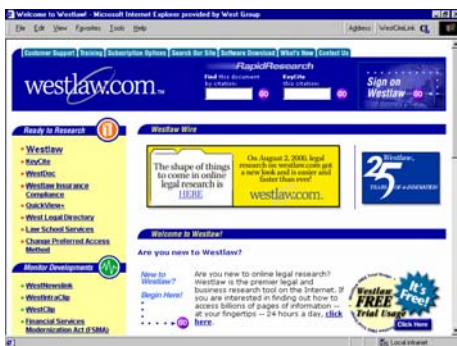 Welcome to Westlaw! - Microsoft Internet Explorer provided by West Group
File Edit View Favorites Tools Help
Address WestCiteLink
Customer Support Training Subscription Options Search Our Site Software Download What's New Contact Us
westlaw.com™
RapidResearch
Find this document by citation:
GO
KeyCite this citation:
GO
Sign on
Westlaw GO
Ready to Research
Westlaw
KeyCite
WestDoc
Westlaw Insurance
Compliance
QuickView+
West Legal Directory
Law School Services
Change Preferred Access
Method
Monitor Developments
WestNewslink
WestIntraClip
WestClip
Financial Services
Modernization Act (FSMA)
Westlaw Wire
The shape of things
to come in online
legal research is
HERE
On August 2, 2000, legal
research on westlaw.com got
a new look and is easier and
faster than ever!
westlaw.com.
Westlaw.
25
YEARS OF e-INNOVATION
Welcome to Westlaw!
Are you new to Westlaw?
New to
Westlaw?
Begin Here!
GO
Are you new to online legal research?
Westlaw is the premier legal and
business research tool on the Internet. If
you are interested in finding out how to
access billions of pages of information --
at your fingertips -- 24 hours a day, click
here.
Westlaw
FREE
Trial Usage
It's
Free!
Click Here
Local intranet